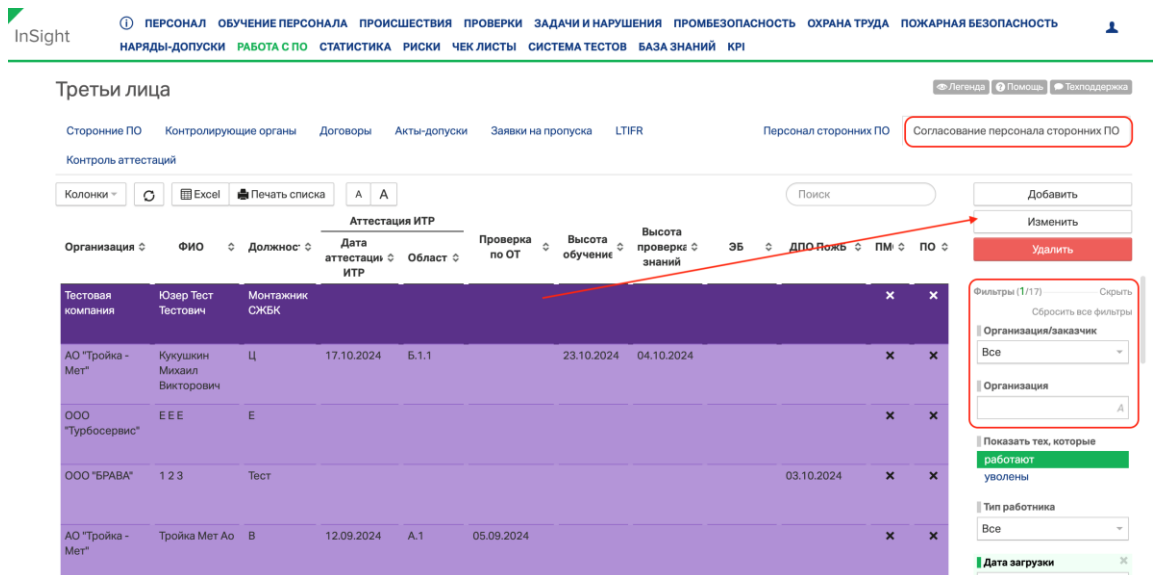 InSight
ПЕРСОНАЛ ОБУЧЕНИЕ ПЕРСОНАЛА ПРОИСШЕСТВИЯ ПРОВЕРКИ ЗАДАЧИ И НАРУШЕНИЯ ПРОМБЕЗОПАСНОСТЬ ОХРАНА ТРУДА ПОЖАРНАЯ БЕЗОПАСНОСТЬ
НАРЯДЫ-ДОПУСКИ РАБОТА С ПО СТАТИСТИКА РИСКИ ЧЕК ЛИСТЫ СИСТЕМА ТЕСТОВ БАЗА ЗНАНИЙ KPI
Третьи лица
Легенда Помощь Техподдержка
Сторонние ПО Контролирующие органы Договоры Акты-допуски Заявки на пропуска LTIFR Персонал сторонних ПО Согласование персонала сторонних ПО
Контроль аттестаций
Колонки Excel Печать списка A A Поиск
Добавить
Изменить
Удалить
Аттестация ИТР
Организация ФИО Должнос Дата аттестации ИТР Област Проверка по ОТ Высота обучение Высота проверка знаний ЭБ ДПО ПожБ ПМ ПО
Тестовая компания Юзер Тест Тестович Монтажник СЖБК
АО "Тройка - Мет" Кукушкин Михаил Викторович Ц 17.10.2024 Б.1.1 23.10.2024 04.10.2024
ООО "Турбосервис" Е Е Е Е
ООО "БРАВА" 1 2 3 Тест 03.10.2024
АО "Тройка - Мет" Тройка Мет Ао В 12.09.2024 А.1 05.09.2024
Фильтры (1/17) Скрыть
Сбросить все фильтры
Организация/заказчик
Все
Организация
A
Показать тех, которые
работают
уволены
Тип работника
Все
Дата загрузки